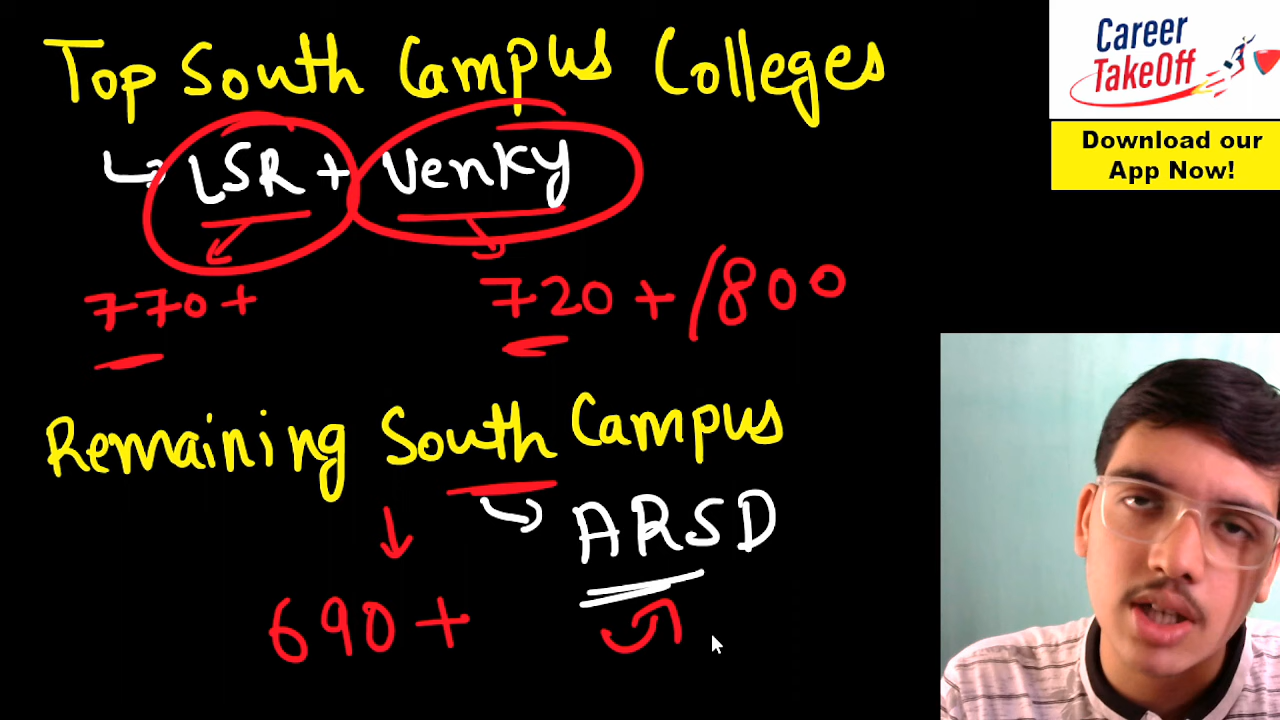 Top South Campus Colleges
LSR + Venky
770+ 720+/800
Remaining South Campus
ARSD
690+
Career
TakeOff
Download our
App Now!